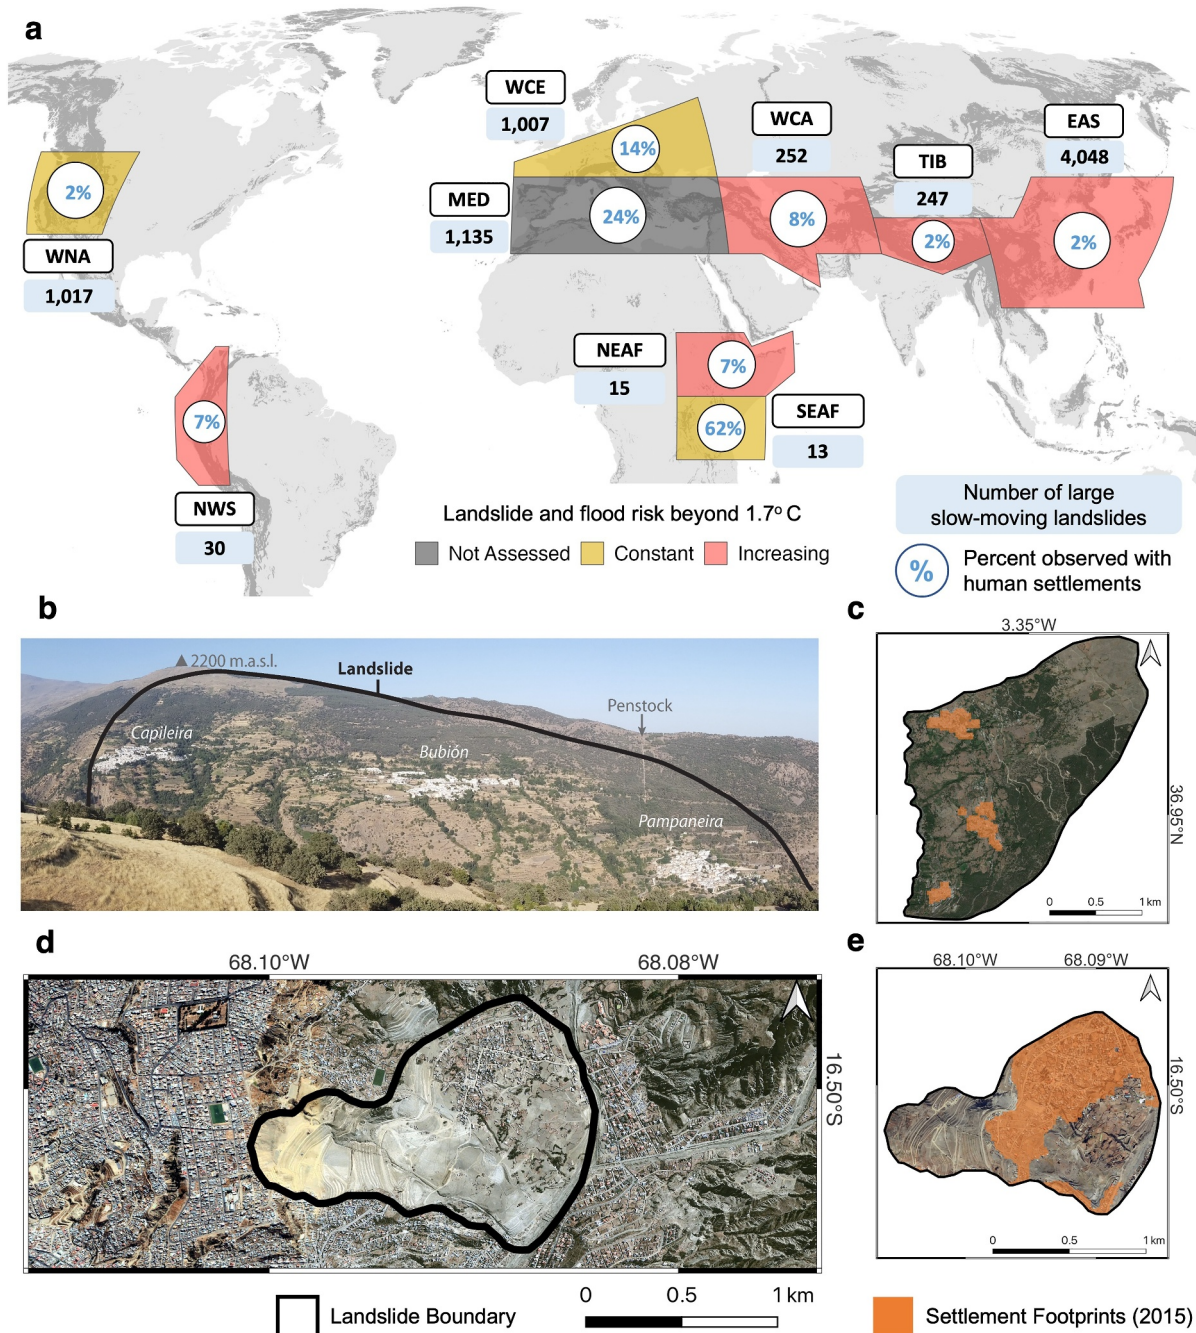 a
WCE
1,007
14%
WCA
252
EAS
4,048
TIB
247
2%
MED
1,135
24%
8%
2%
2%
WNA
1,017
NEAF
15
7%
SEAF
13
62%
7%
NWS
30
Number of large
slow-moving landslides
Landslide and flood risk beyond 1.7° C
Not Assessed
Constant
Increasing
%
Percent observed with
human settlements
b
2200 m.a.s.l.
Landslide
Penstock
Capileira
Bubión
Pampaneira
c
3.35°W
36.95°N
0 0.5 1 km
d
68.10°W
68.08°W
16.50°S
e
68.10°W
68.09°W
16.50°S
0 0.5 1 km
Landslide Boundary
0 0.5 1 km
Settlement Footprints (2015)